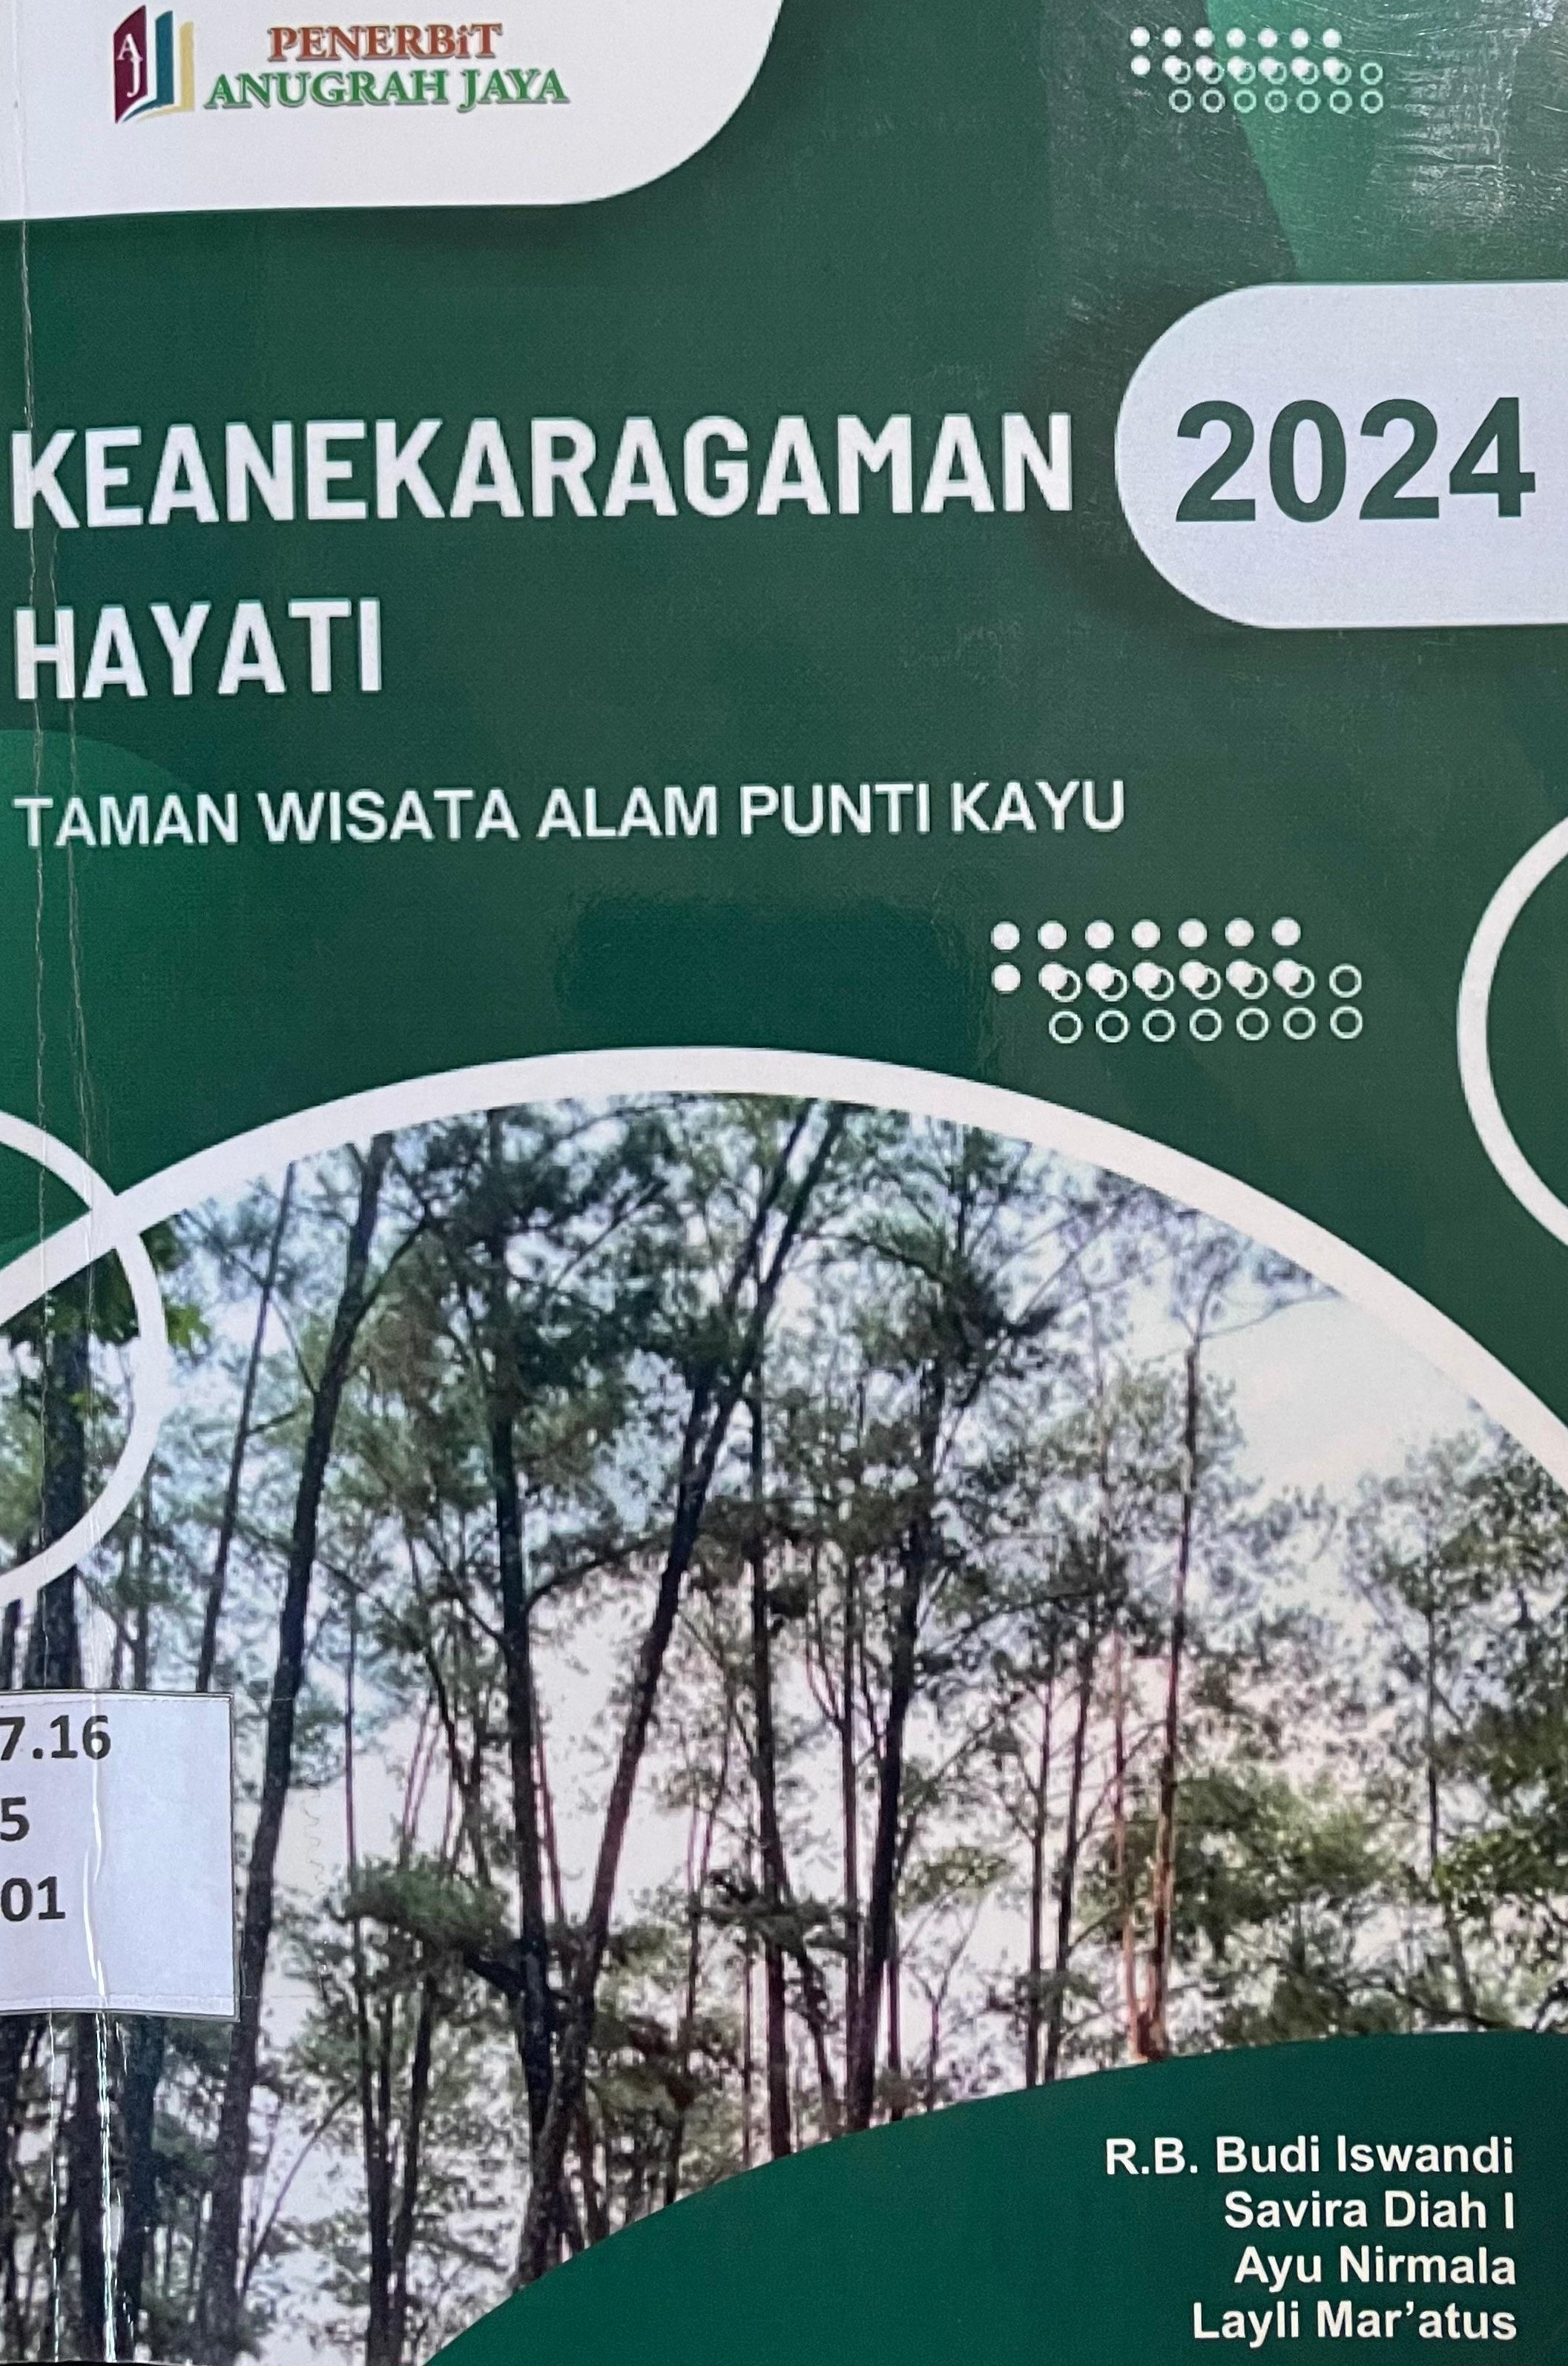 AJ
PENERBiT
ANUGRAH JAYA
KEANEKARAGAMAN
HAYATI
2024
TAMAN WISATA ALAM PUNTI KAYU
7.16
5
01
R.B. Budi Iswandi
Savira Diah I
Ayu Nirmala
Layli Mar'atus